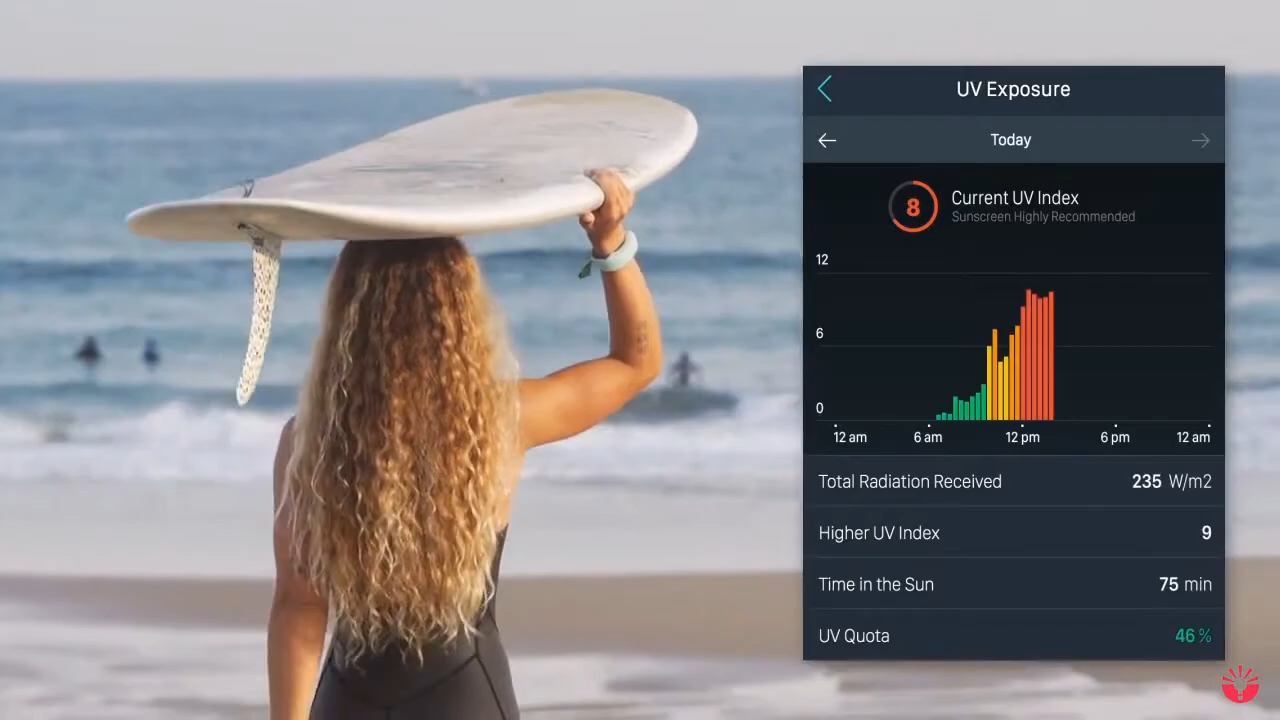 UV Exposure
Today
8
Current UV Index
Sunscreen Highly Recommended
12
6
0
12 am 6 am 12 pm 6 pm 12 am
Total Radiation Received 235 W/m2
Higher UV Index 9
Time in the Sun 75 min
UV Quota 46 %